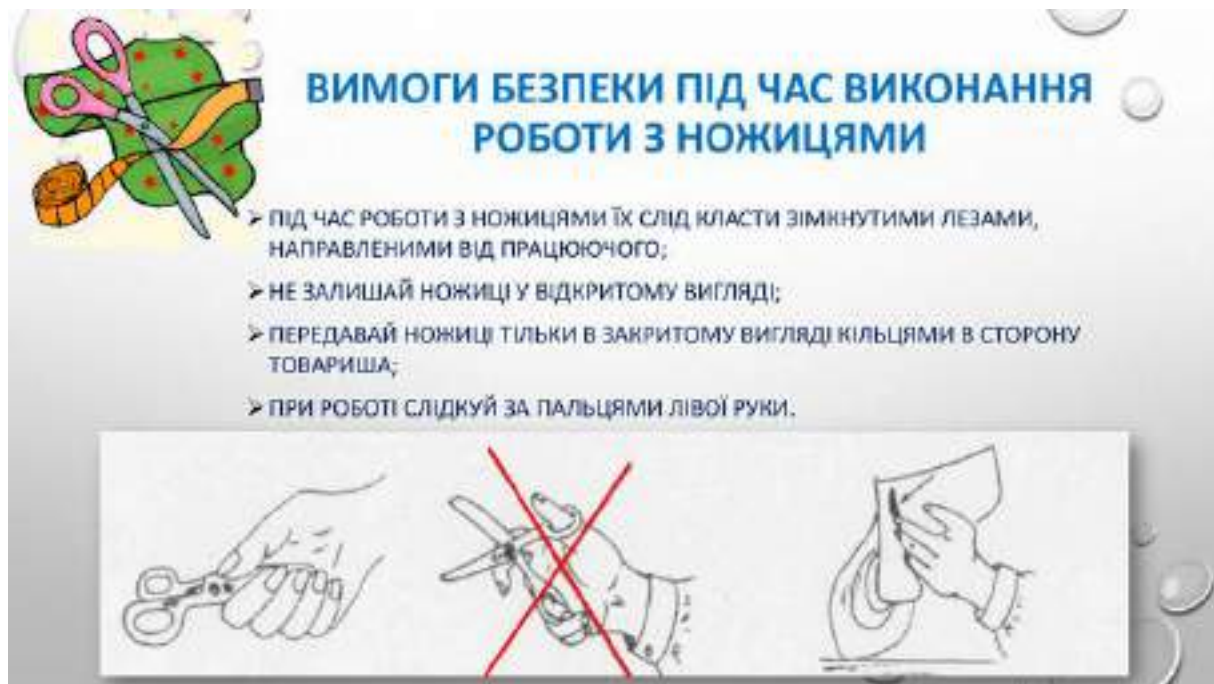 ВИМОГИ БЕЗПЕКИ ПІД ЧАС ВИКОНАННЯ
РОБОТИ З НОЖИЦЯМИ
➢ ПІД ЧАС РОБОТИ З НОЖИЦЯМИ ЇХ СЛІД КЛАСТИ ЗІМКНУТИМИ ЛЕЗАМИ,
НАПРАВЛЕНИМИ ВІД ПРАЦЮЮЧОГО;
➢ НЕ ЗАЛИШАЙ НОЖИЦІ У ВІДКРИТОМУ ВИГЛЯДІ;
➢ ПЕРЕДАВАЙ НОЖИЦІ ТІЛЬКИ В ЗАКРИТОМУ ВИГЛЯДІ КІЛЬЦЯМИ В СТОРОНУ
ТОВАРИША;
➢ ПРИ РОБОТІ СЛІДКУЙ ЗА ПАЛЬЦЯМИ ЛІВОЇ РУКИ.